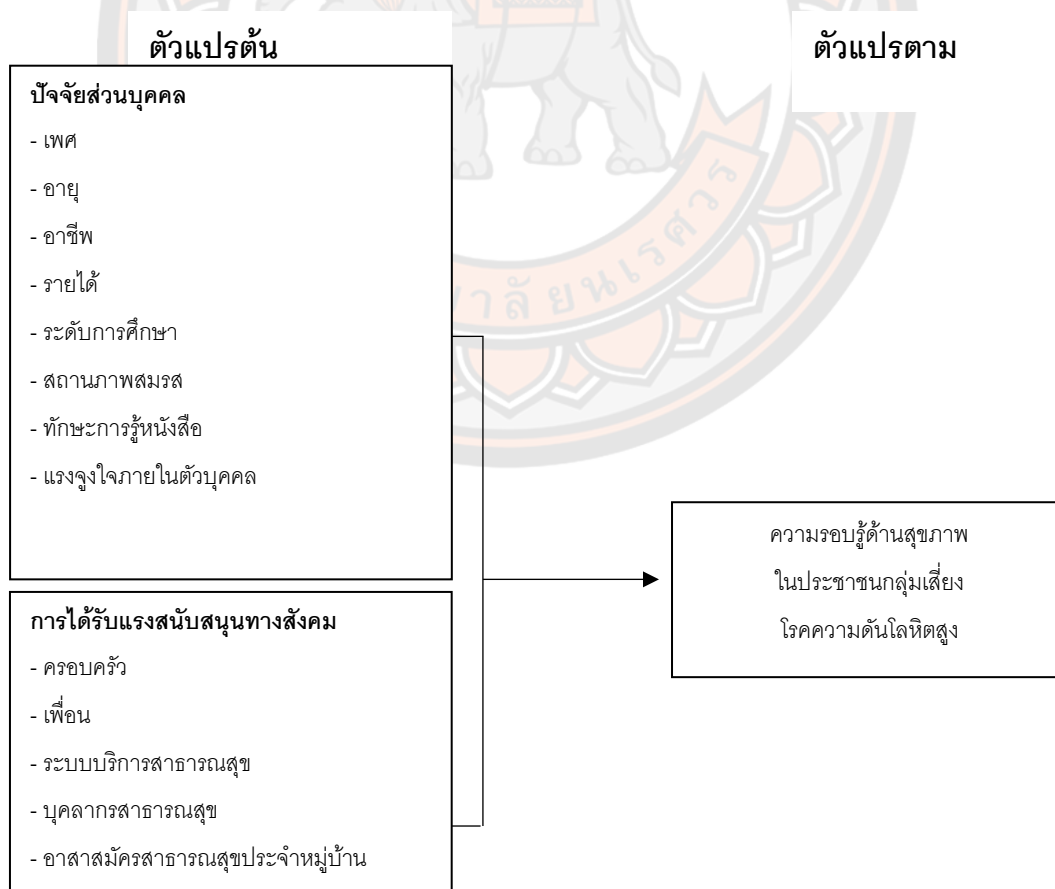 ตัวแปรต้น
ตัวแปรตาม
ปัจจัยส่วนบุคคล
- เพศ
- อายุ
- อาชีพ
- รายได้
- ระดับการศึกษา
- สถานภาพสมรส
- ทักษะการรู้หนังสือ
- แรงจูงใจภายในตัวบุคคล
การได้รับแรงสนับสนุนทางสังคม
- ครอบครัว
- เพื่อน
- ระบบบริการสาธารณสุข
- บุคลากรสาธารณสุข
- อาสาสมัครสาธารณสุขประจำหมู่บ้าน
ความรอบรู้ด้านสุขภาพ
ในประชาชนกลุ่มเสี่ยง
โรคความดันโลหิตสูง
าลัยนเรศวร